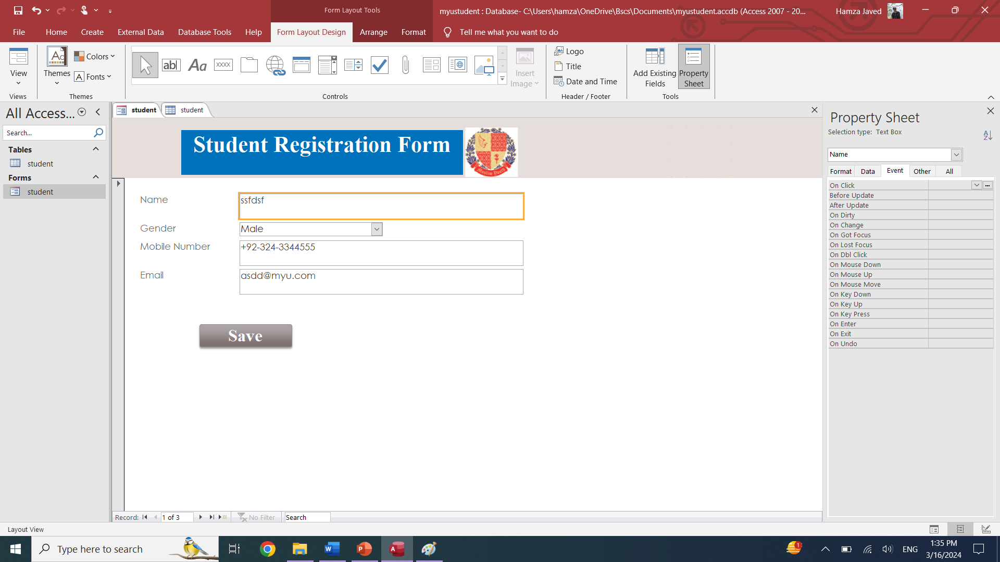 Form Layout Tools
myustudent : Database- C:\Users\hamza\OneDrive\Bscs\Documents\myustudent.accdb (Access 2007 - 20...
Hamza Javed
File Home Create External Data Database Tools Help Form Layout Design Arrange Format Tell me what you want to do
View
Views
Themes
Colors
Fonts
Themes
ab
Aa
XXXX
Controls
Insert
Image
Logo
Title
Date and Time
Header / Footer
Add Existing
Fields
Property
Sheet
Tools
All Access...
Search...
Tables
student
Forms
student
student
student
Student Registration Form
Muslim Youth
Name
ssfdsf
Gender
Male
Mobile Number
+92-324-3344555
Email
asdd@myu.com
Save
Record:
1 of 3
No Filter
Search
Property Sheet
Selection type: Text Box
Name
Format Data Event Other All
On Click
Before Update
After Update
On Dirty
On Change
On Got Focus
On Lost Focus
On Dbl Click
On Mouse Down
On Mouse Up
On Mouse Move
On Key Down
On Key Up
On Key Press
On Enter
On Exit
On Undo
Layout View
Type here to search
1
ENG
1:35 PM
3/16/2024